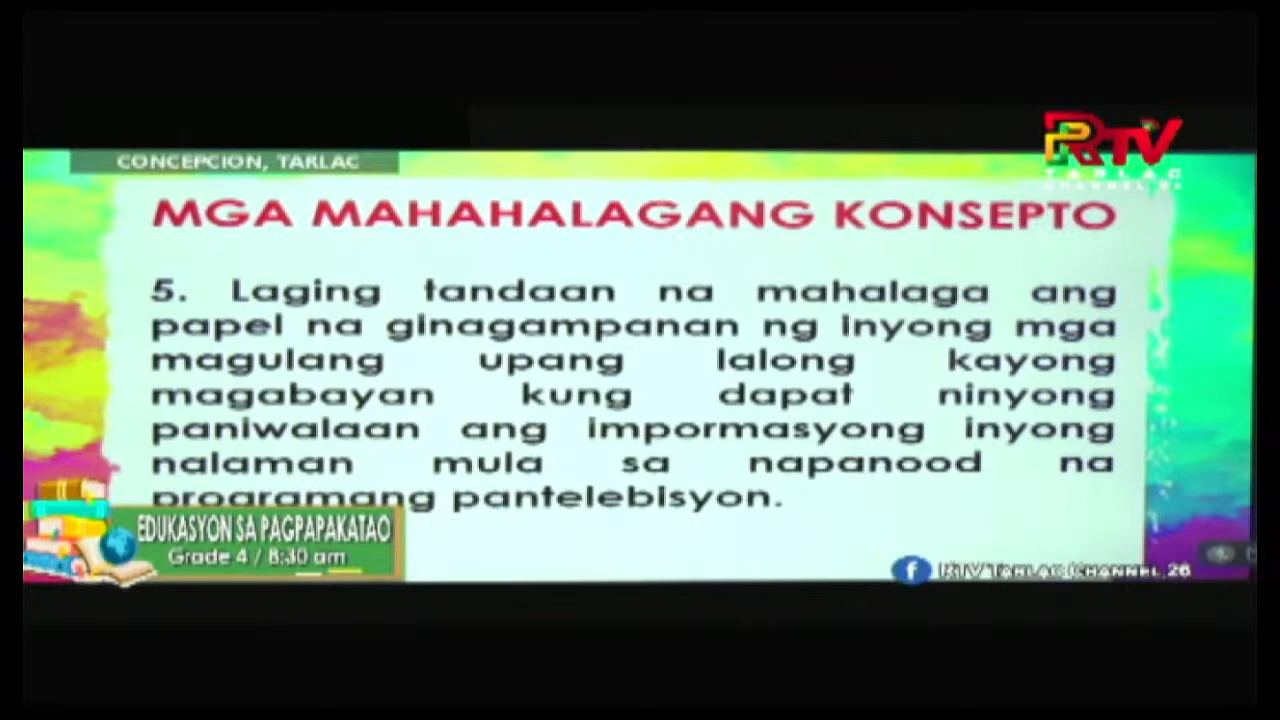 CONCEPCION, TARLAC
RTV
TARLAC
CHANNEL 26
MGA MAHAHALAGANG KONSEPTO
5. Laging tandaan na mahalaga ang
papel na ginagampanan ng inyong mga
magulang upang lalong kayong
magabayan kung dapat ninyong
paniwalaan ang impormasyong inyong
nalaman mula sa napanood na
programang pantelebisyon.
EDUKASYON SA PAGPAPAKATAO
Grade 4 / 8:30 am
f RTV TARLAC CHANNEL 26